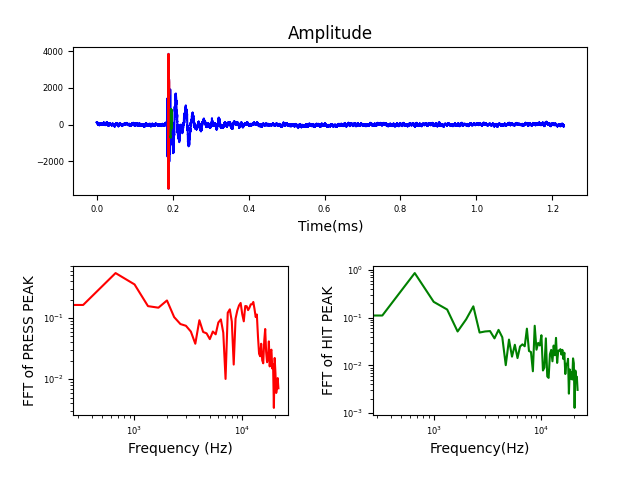 Amplitude
4000
2000
0
−2000
0.0 0.2 0.4 0.6 0.8 1.0 1.2
Time(ms)
FFT of PRESS PEAK
10⁻¹
10⁻²
10³ 10⁴
Frequency (Hz)
FFT of HIT PEAK
10⁰
10⁻¹
10⁻²
10⁻³
10³ 10⁴
Frequency(Hz)